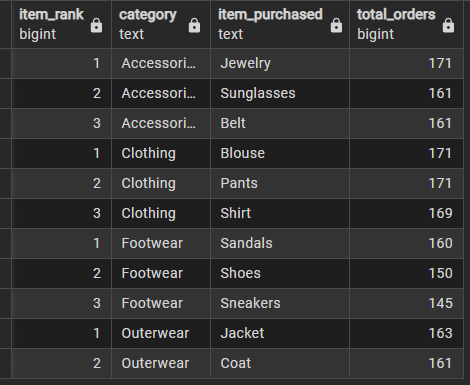 item_rank category item_purchased total_orders
bigint text text bigint
1 Accessori... Jewelry 171
2 Accessori... Sunglasses 161
3 Accessori... Belt 161
1 Clothing Blouse 171
2 Clothing Pants 171
3 Clothing Shirt 169
1 Footwear Sandals 160
2 Footwear Shoes 150
3 Footwear Sneakers 145
1 Outerwear Jacket 163
2 Outerwear Coat 161